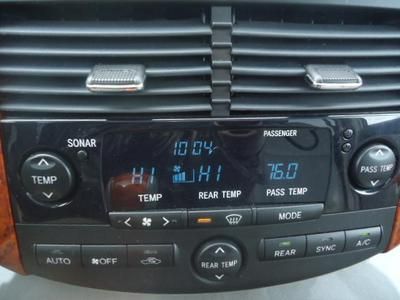 PASSENGER
SONAR
10:04
HI HI 76.0
TEMP PASS TEMP
TEMP REAR TEMP PASS TEMP
MODE
AUTO OFF REAR TEMP REAR SYNC A/C